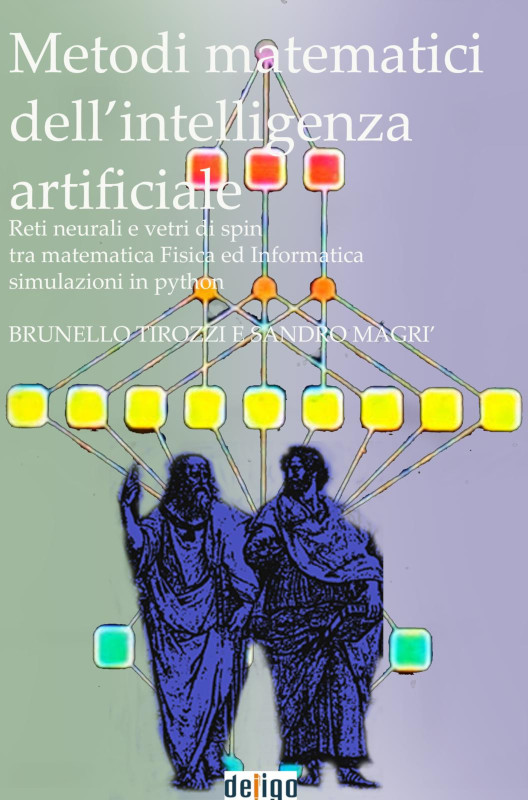 Metodi matematici
dell'intelligenza
artificiale
Reti neurali e vetri di spin
tra matematica Fisica ed Informatica
simulazioni in python
BRUNELLO TIROZZI E SANDRO MAGRI'
deligo